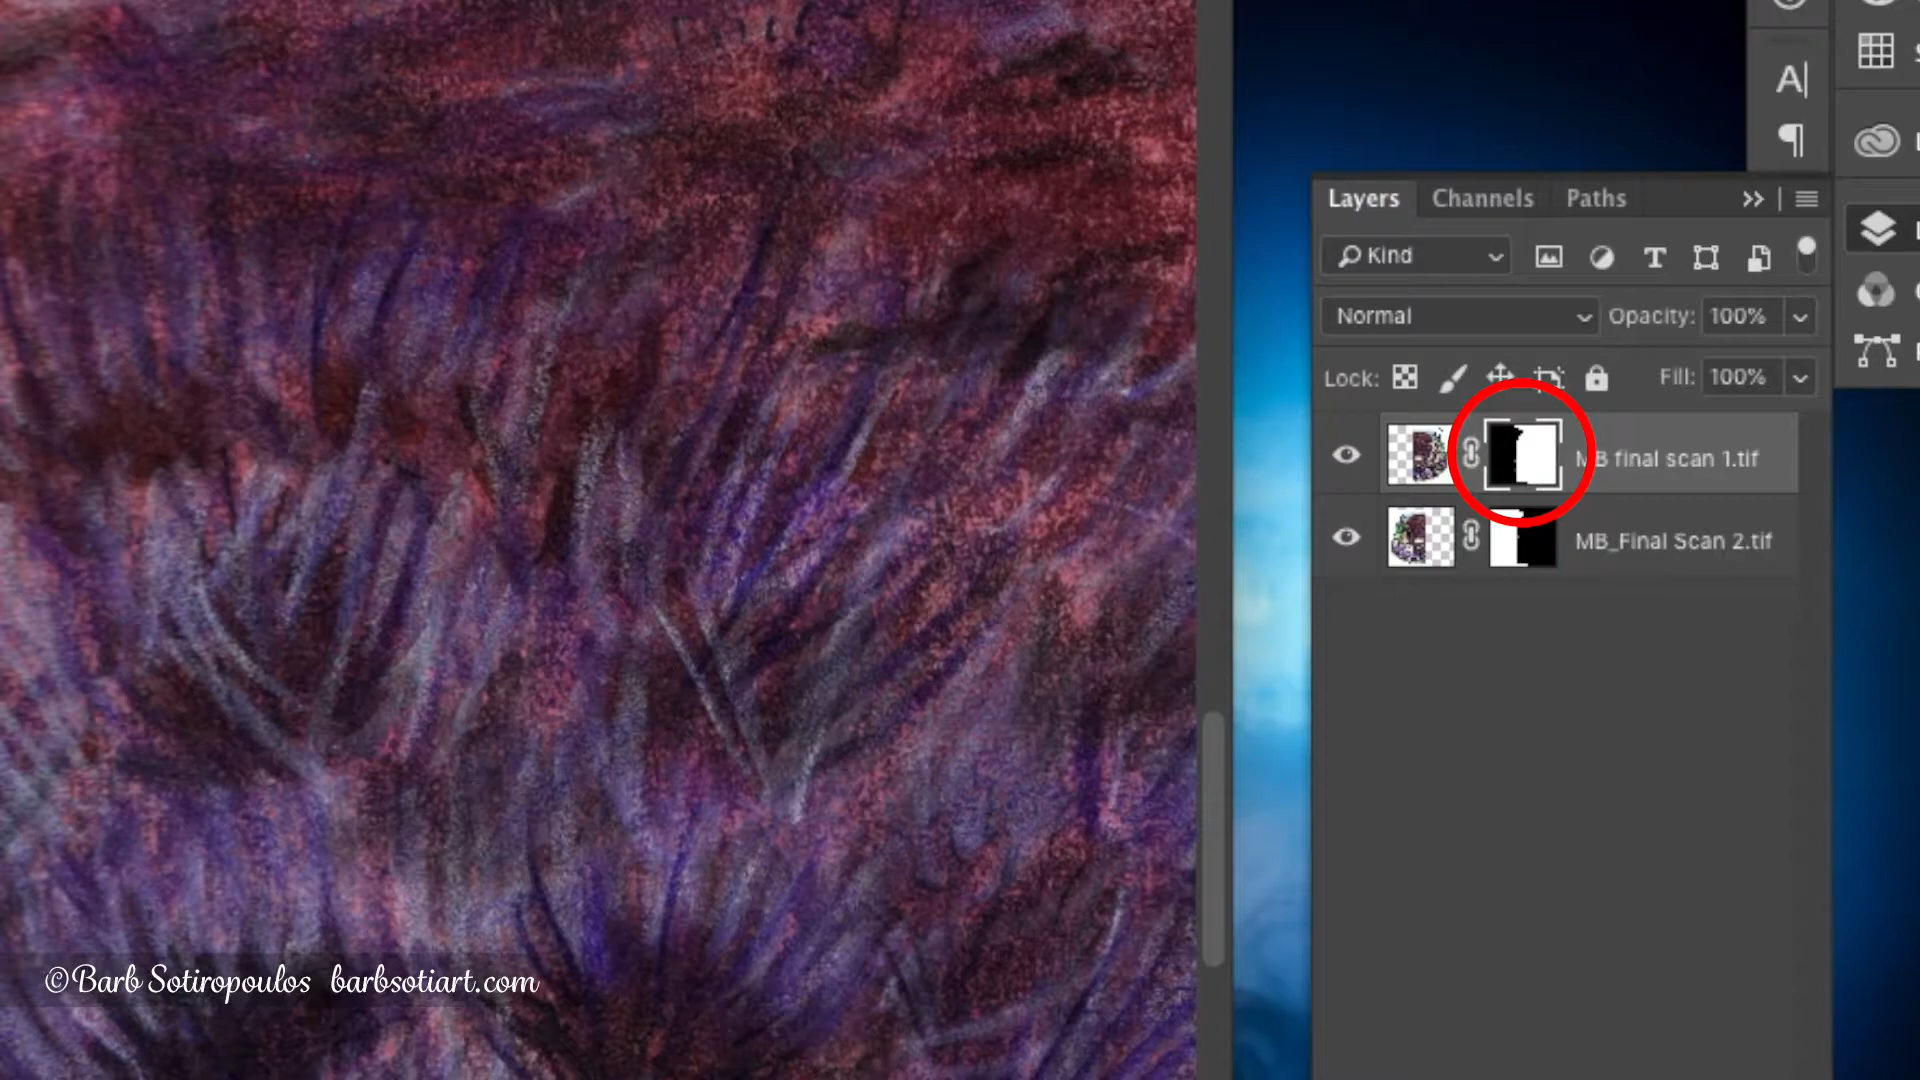 Layers Channels Paths
Kind
Normal Opacity: 100%
Lock: Fill: 100%
MB final scan 1.tif
MB_Final Scan 2.tif
©Barb Sotiropoulos barbsotiart.com